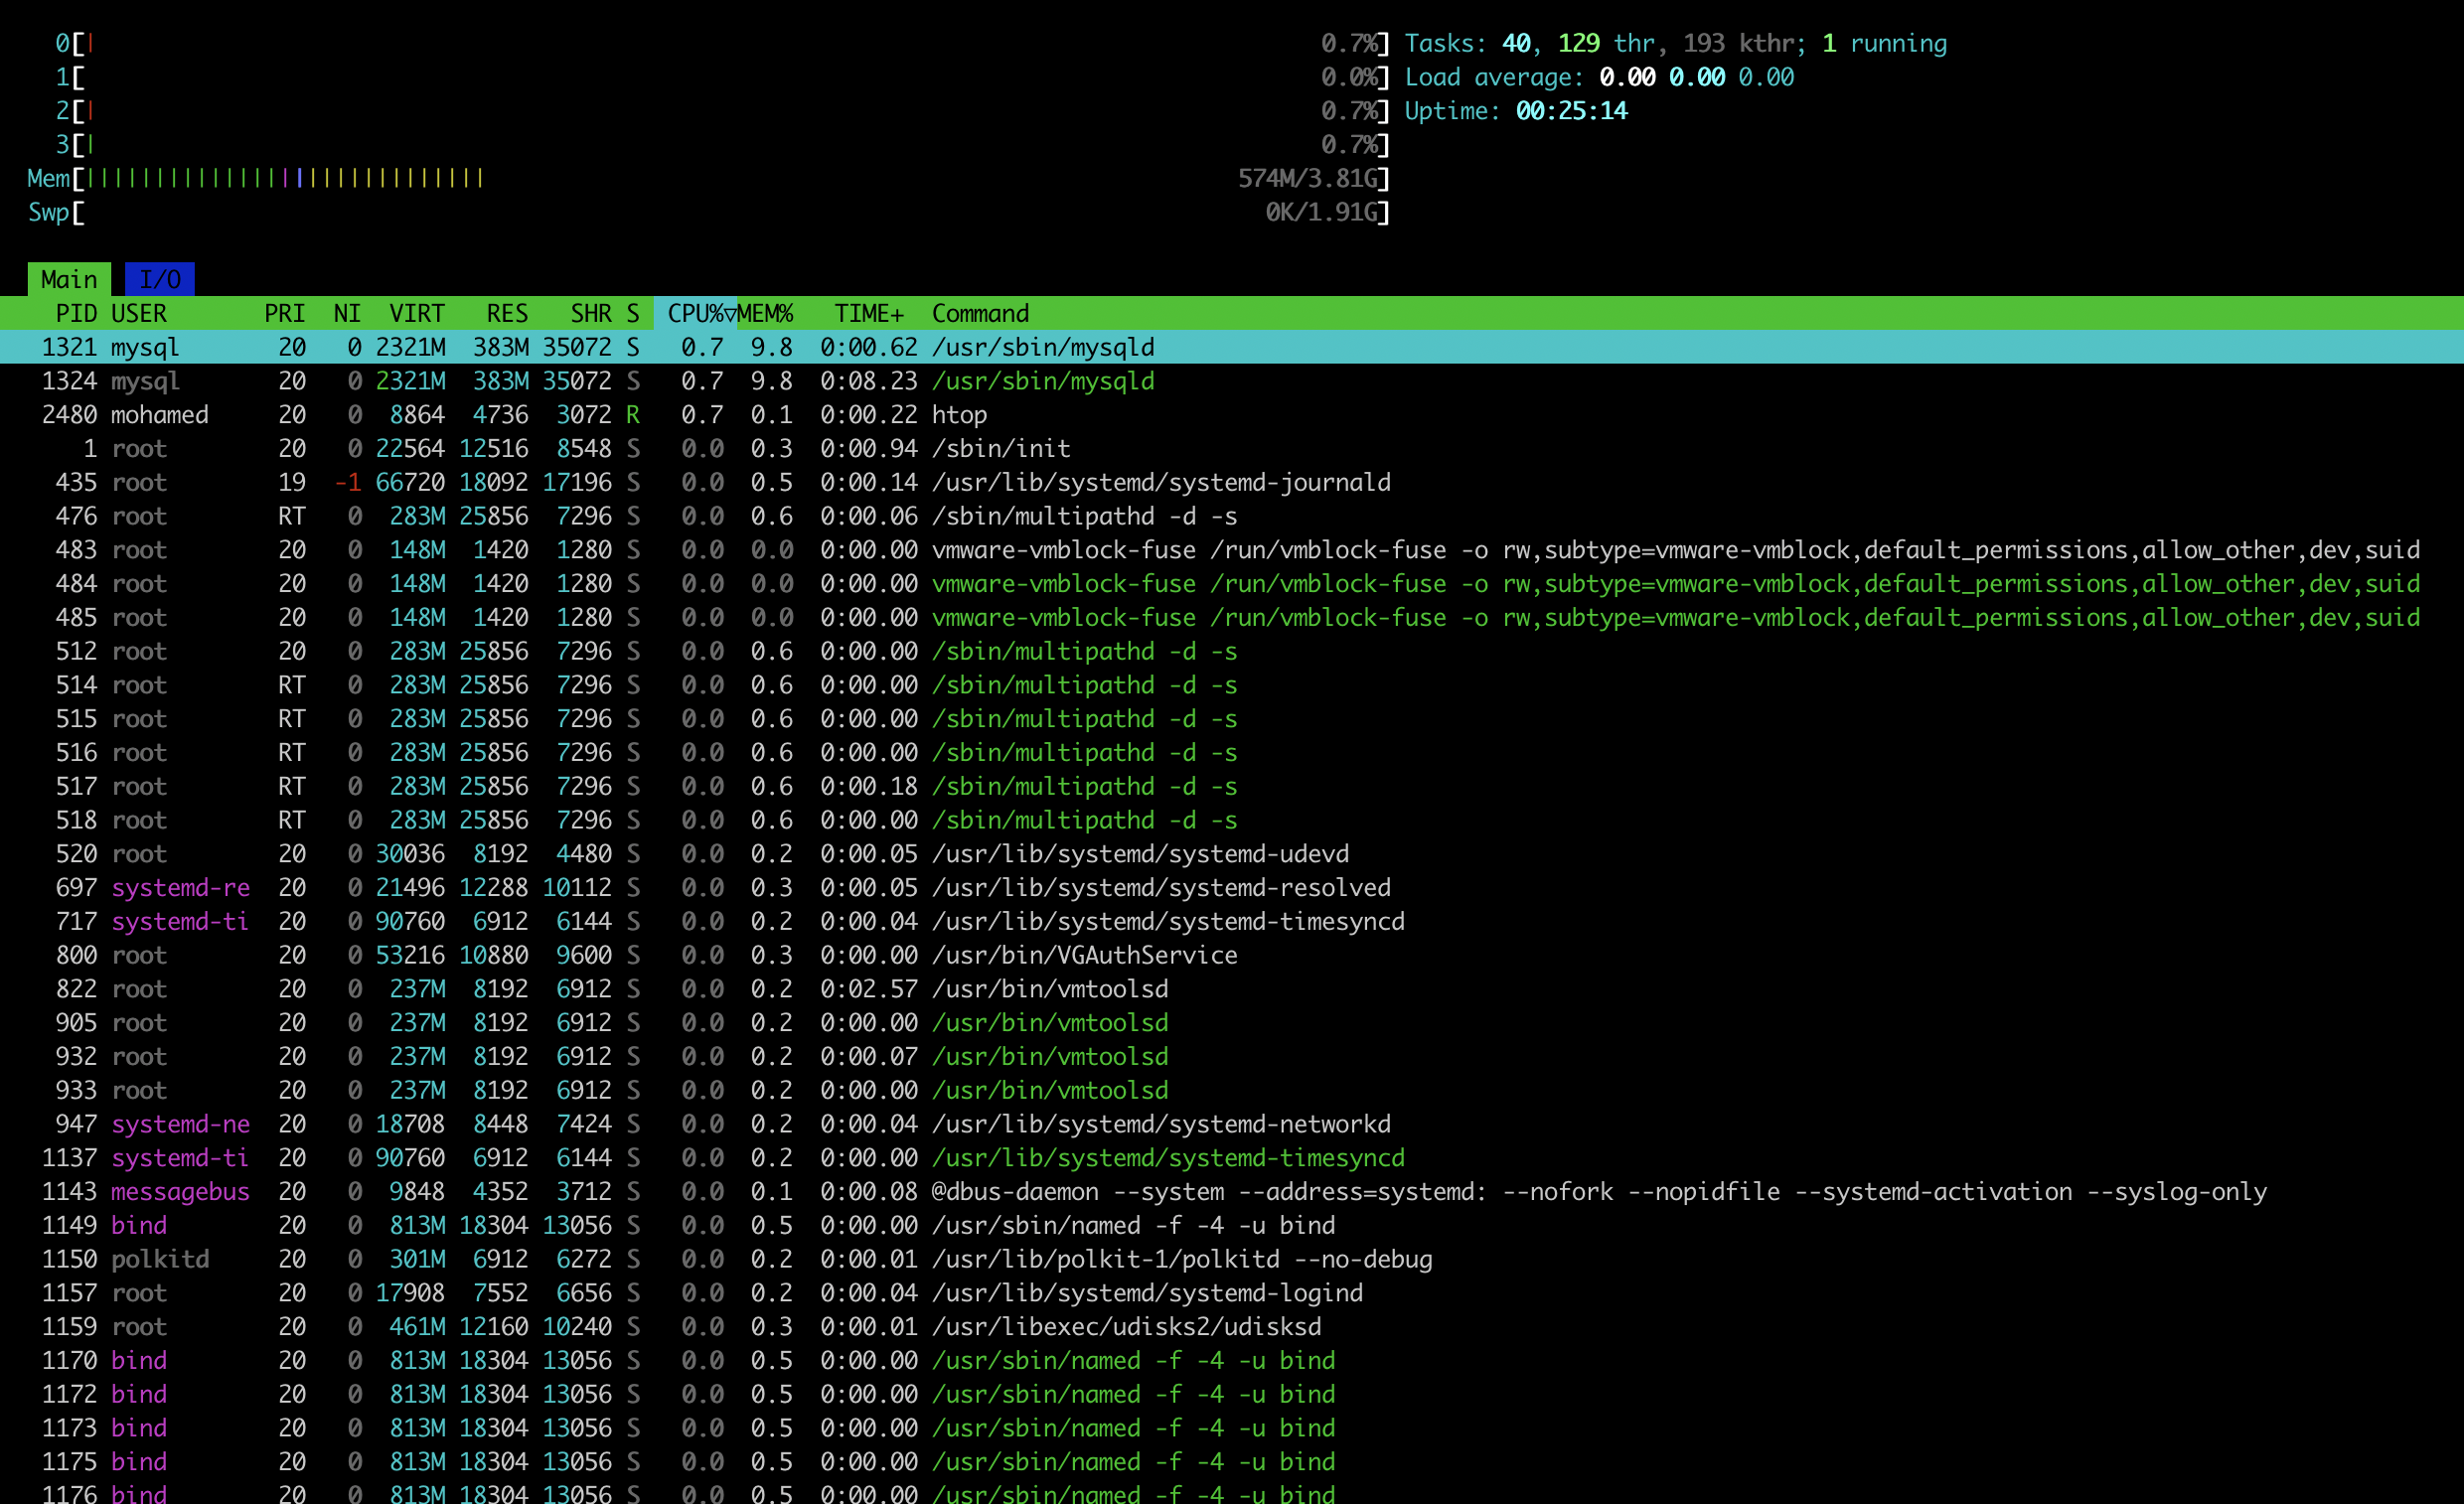 0[| 0.7%] Tasks: 40, 129 thr, 193 kthr; 1 running
1[ 0.0%] Load average: 0.00 0.00 0.00
2[| 0.7%] Uptime: 00:25:14
3[| 0.7%]
Mem[||||||||||||||||||||||||||||| 574M/3.81G]
Swp[ 0K/1.91G]
Main I/O
PID USER PRI NI VIRT RES SHR S CPU%▽MEM% TIME+ Command
1321 mysql 20 0 2321M 383M 35072 S 0.7 9.8 0:00.62 /usr/sbin/mysqld
1324 mysql 20 0 2321M 383M 35072 S 0.7 9.8 0:08.23 /usr/sbin/mysqld
2480 mohamed 20 0 8864 4736 3072 R 0.7 0.1 0:00.22 htop
1 root 20 0 22564 12516 8548 S 0.0 0.3 0:00.94 /sbin/init
435 root 19 -1 66720 18092 17196 S 0.0 0.5 0:00.14 /usr/lib/systemd/systemd-journald
476 root RT 0 283M 25856 7296 S 0.0 0.6 0:00.06 /sbin/multipathd -d -s
483 root 20 0 148M 1420 1280 S 0.0 0.0 0:00.00 vmware-vmblock-fuse /run/vmblock-fuse -o rw,subtype=vmware-vmblock,default_permissions,allow_other,dev,suid
484 root 20 0 148M 1420 1280 S 0.0 0.0 0:00.00 vmware-vmblock-fuse /run/vmblock-fuse -o rw,subtype=vmware-vmblock,default_permissions,allow_other,dev,suid
485 root 20 0 148M 1420 1280 S 0.0 0.0 0:00.00 vmware-vmblock-fuse /run/vmblock-fuse -o rw,subtype=vmware-vmblock,default_permissions,allow_other,dev,suid
512 root 20 0 283M 25856 7296 S 0.0 0.6 0:00.00 /sbin/multipathd -d -s
514 root RT 0 283M 25856 7296 S 0.0 0.6 0:00.00 /sbin/multipathd -d -s
515 root RT 0 283M 25856 7296 S 0.0 0.6 0:00.00 /sbin/multipathd -d -s
516 root RT 0 283M 25856 7296 S 0.0 0.6 0:00.00 /sbin/multipathd -d -s
517 root RT 0 283M 25856 7296 S 0.0 0.6 0:00.18 /sbin/multipathd -d -s
518 root RT 0 283M 25856 7296 S 0.0 0.6 0:00.00 /sbin/multipathd -d -s
520 root 20 0 30036 8192 4480 S 0.0 0.2 0:00.05 /usr/lib/systemd/systemd-udevd
697 systemd-re 20 0 21496 12288 10112 S 0.0 0.3 0:00.05 /usr/lib/systemd/systemd-resolved
717 systemd-ti 20 0 90760 6912 6144 S 0.0 0.2 0:00.04 /usr/lib/systemd/systemd-timesyncd
800 root 20 0 53216 10880 9600 S 0.0 0.3 0:00.00 /usr/bin/VGAuthService
822 root 20 0 237M 8192 6912 S 0.0 0.2 0:02.57 /usr/bin/vmtoolsd
905 root 20 0 237M 8192 6912 S 0.0 0.2 0:00.00 /usr/bin/vmtoolsd
932 root 20 0 237M 8192 6912 S 0.0 0.2 0:00.07 /usr/bin/vmtoolsd
933 root 20 0 237M 8192 6912 S 0.0 0.2 0:00.00 /usr/bin/vmtoolsd
947 systemd-ne 20 0 18708 8448 7424 S 0.0 0.2 0:00.04 /usr/lib/systemd/systemd-networkd
1137 systemd-ti 20 0 90760 6912 6144 S 0.0 0.2 0:00.00 /usr/lib/systemd/systemd-timesyncd
1143 messagebus 20 0 9848 4352 3712 S 0.0 0.1 0:00.08 @dbus-daemon --system --address=systemd: --nofork --nopidfile --systemd-activation --syslog-only
1149 bind 20 0 813M 18304 13056 S 0.0 0.5 0:00.00 /usr/sbin/named -f -4 -u bind
1150 polkitd 20 0 301M 6912 6272 S 0.0 0.2 0:00.01 /usr/lib/polkit-1/polkitd --no-debug
1157 root 20 0 17908 7552 6656 S 0.0 0.2 0:00.04 /usr/lib/systemd/systemd-logind
1159 root 20 0 461M 12160 10240 S 0.0 0.3 0:00.01 /usr/libexec/udisks2/udisksd
1170 bind 20 0 813M 18304 13056 S 0.0 0.5 0:00.00 /usr/sbin/named -f -4 -u bind
1172 bind 20 0 813M 18304 13056 S 0.0 0.5 0:00.00 /usr/sbin/named -f -4 -u bind
1173 bind 20 0 813M 18304 13056 S 0.0 0.5 0:00.00 /usr/sbin/named -f -4 -u bind
1175 bind 20 0 813M 18304 13056 S 0.0 0.5 0:00.00 /usr/sbin/named -f -4 -u bind
1176 bind 20 0 813M 18304 13056 S 0.0 0.5 0:00.00 /usr/sbin/named -f -4 -u bind